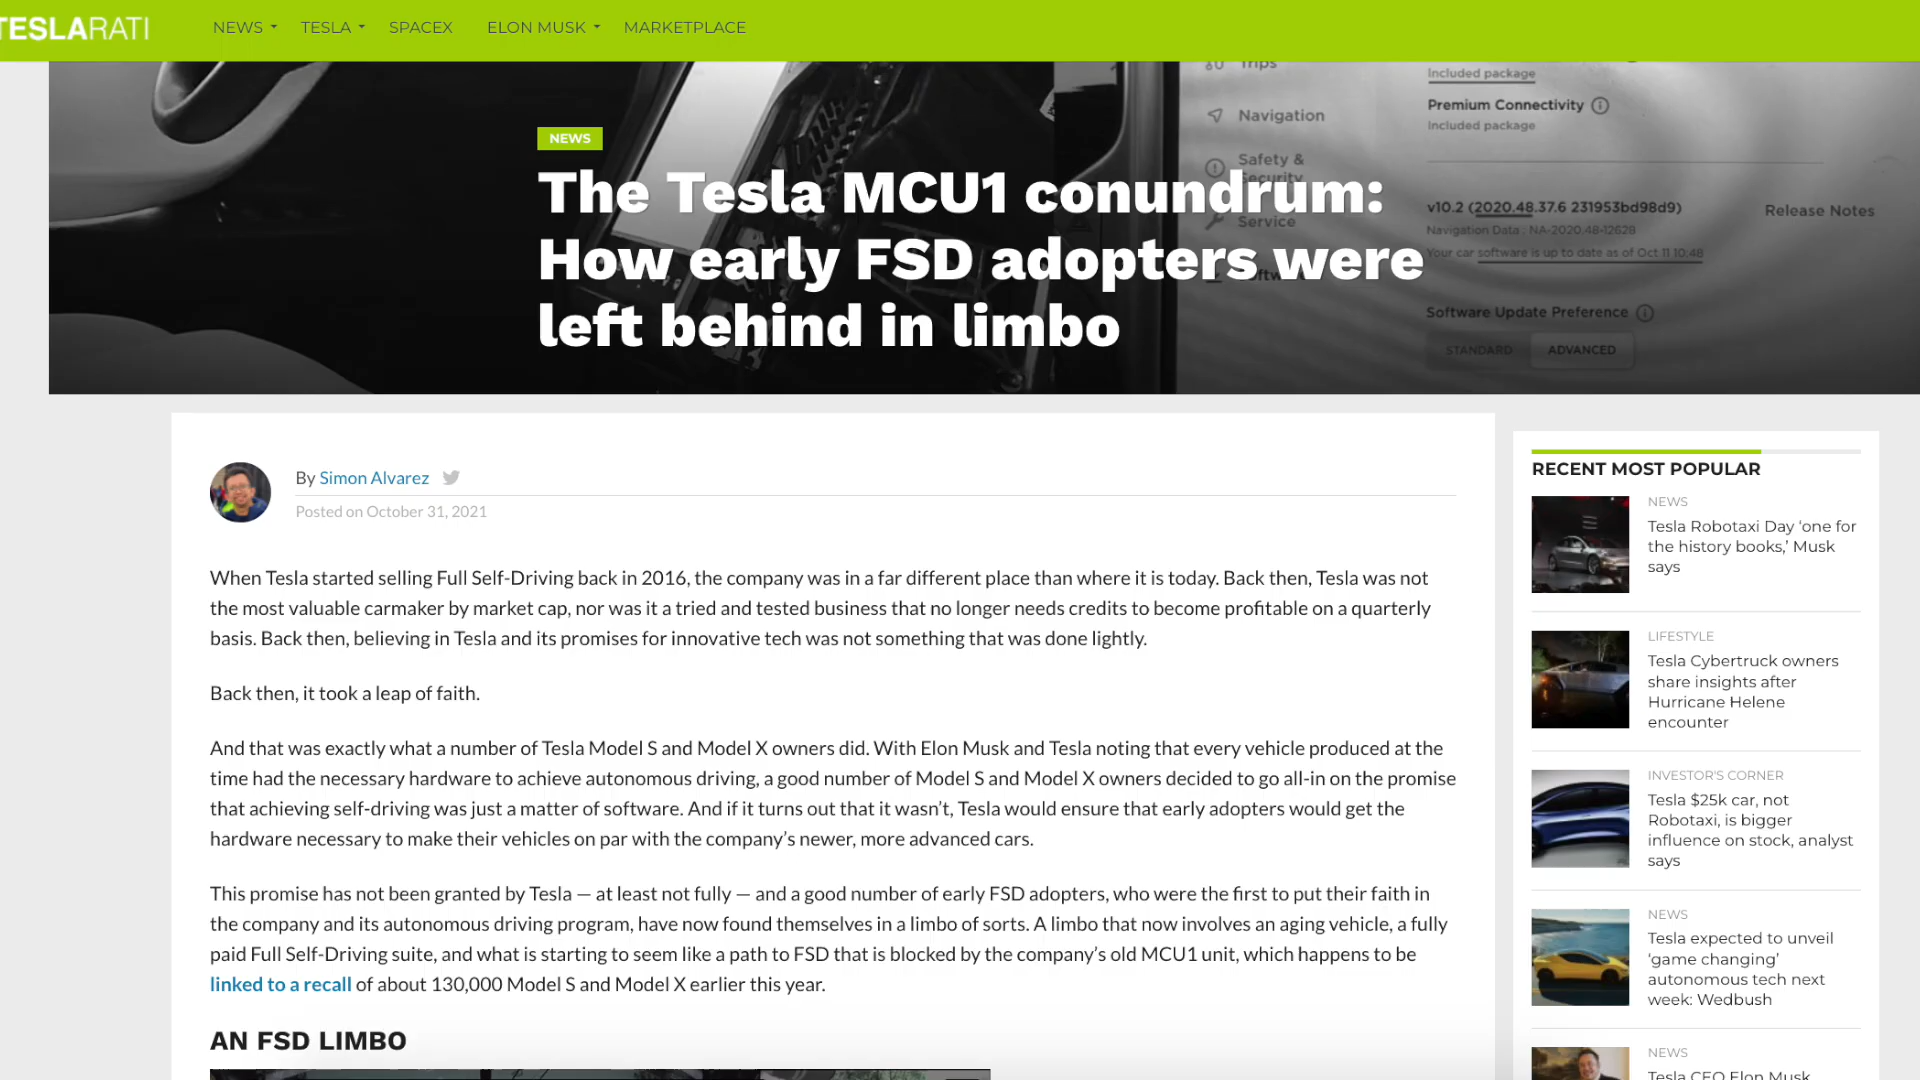 TESLARATI
NEWS TESLA SPACEX ELON MUSK MARKETPLACE
Trips
Navigation
Safety &
Security
Service
Included package
Premium Connectivity
Included package
v10.2 (2020.48.37.6 231953bd98d9)
Release Notes
Navigation Data : NA-2020.48-12628
Your car software is up to date as of Oct 11 10:48
Software Update Preference
STANDARD ADVANCED
NEWS
The Tesla MCU1 conundrum:
How early FSD adopters were
left behind in limbo
By Simon Alvarez
Posted on October 31, 2021
When Tesla started selling Full Self-Driving back in 2016, the company was in a far different place than where it is today. Back then, Tesla was not
the most valuable carmaker by market cap, nor was it a tried and tested business that no longer needs credits to become profitable on a quarterly
basis. Back then, believing in Tesla and its promises for innovative tech was not something that was done lightly.
Back then, it took a leap of faith.
And that was exactly what a number of Tesla Model S and Model X owners did. With Elon Musk and Tesla noting that every vehicle produced at the
time had the necessary hardware to achieve autonomous driving, a good number of Model S and Model X owners decided to go all-in on the promise
that achieving self-driving was just a matter of software. And if it turns out that it wasn't, Tesla would ensure that early adopters would get the
hardware necessary to make their vehicles on par with the company's newer, more advanced cars.
This promise has not been granted by Tesla — at least not fully — and a good number of early FSD adopters, who were the first to put their faith in
the company and its autonomous driving program, have now found themselves in a limbo of sorts. A limbo that now involves an aging vehicle, a fully
paid Full Self-Driving suite, and what is starting to seem like a path to FSD that is blocked by the company's old MCU1 unit, which happens to be
linked to a recall of about 130,000 Model S and Model X earlier this year.
AN FSD LIMBO
RECENT MOST POPULAR
NEWS
Tesla Robotaxi Day 'one for
the history books,' Musk
says
LIFESTYLE
Tesla Cybertruck owners
share insights after
Hurricane Helene
encounter
INVESTOR'S CORNER
Tesla $25k car, not
Robotaxi, is bigger
influence on stock, analyst
says
NEWS
Tesla expected to unveil
'game changing'
autonomous tech next
week: Wedbush
NEWS
Tesla CEO Elon Musk